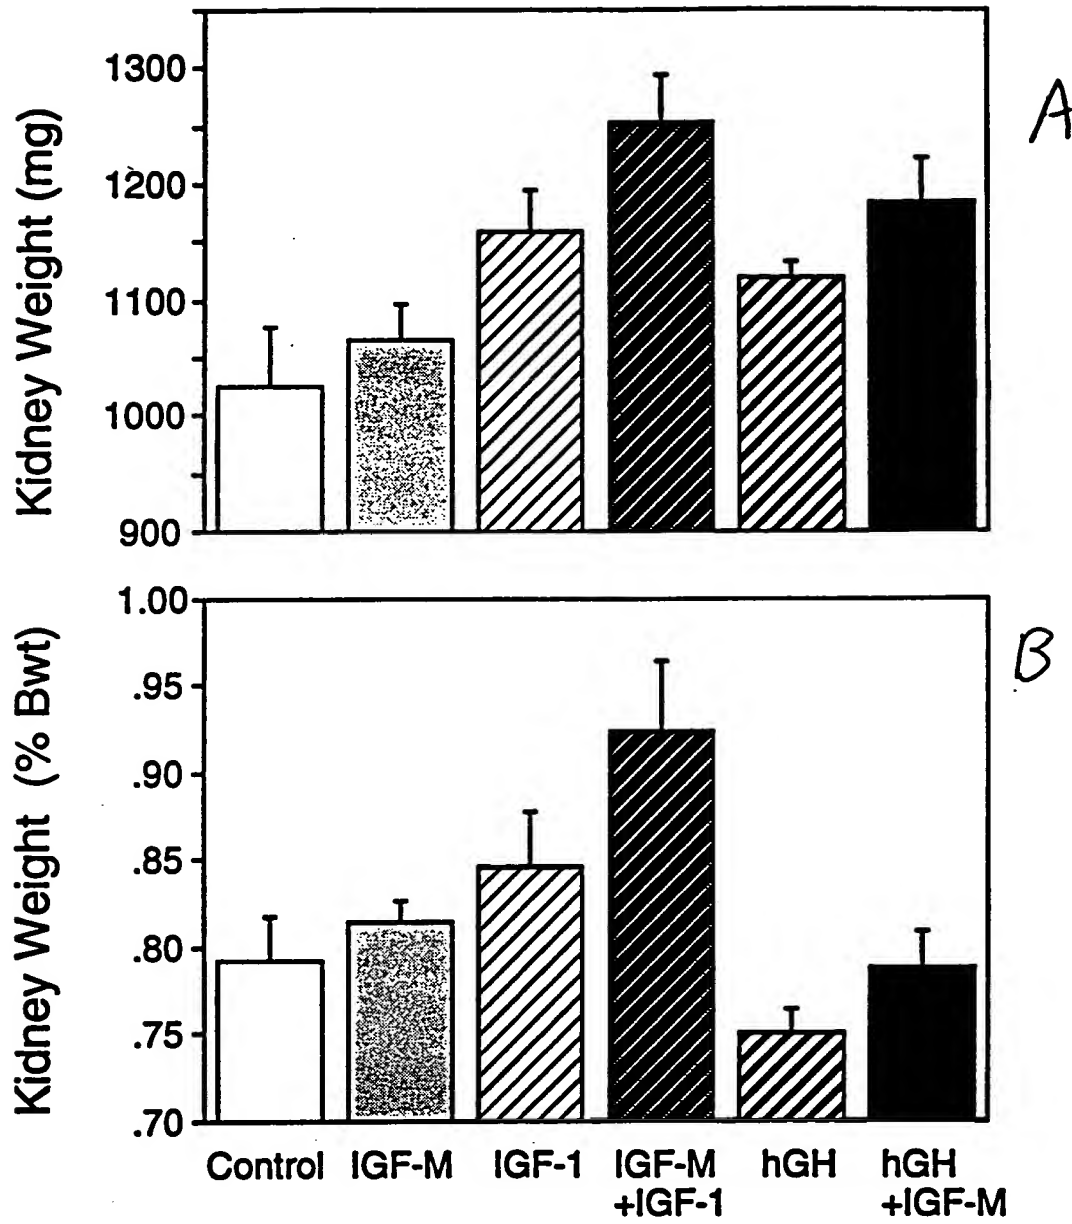 Kidney Weight (mg)
1300
1200
1100
1000
900
A
Kidney Weight (% Bwt)
1.00
.95
.90
.85
.80
.75
.70
B
Control IGF-M IGF-1 IGF-M +IGF-1 hGH hGH +IGF-M